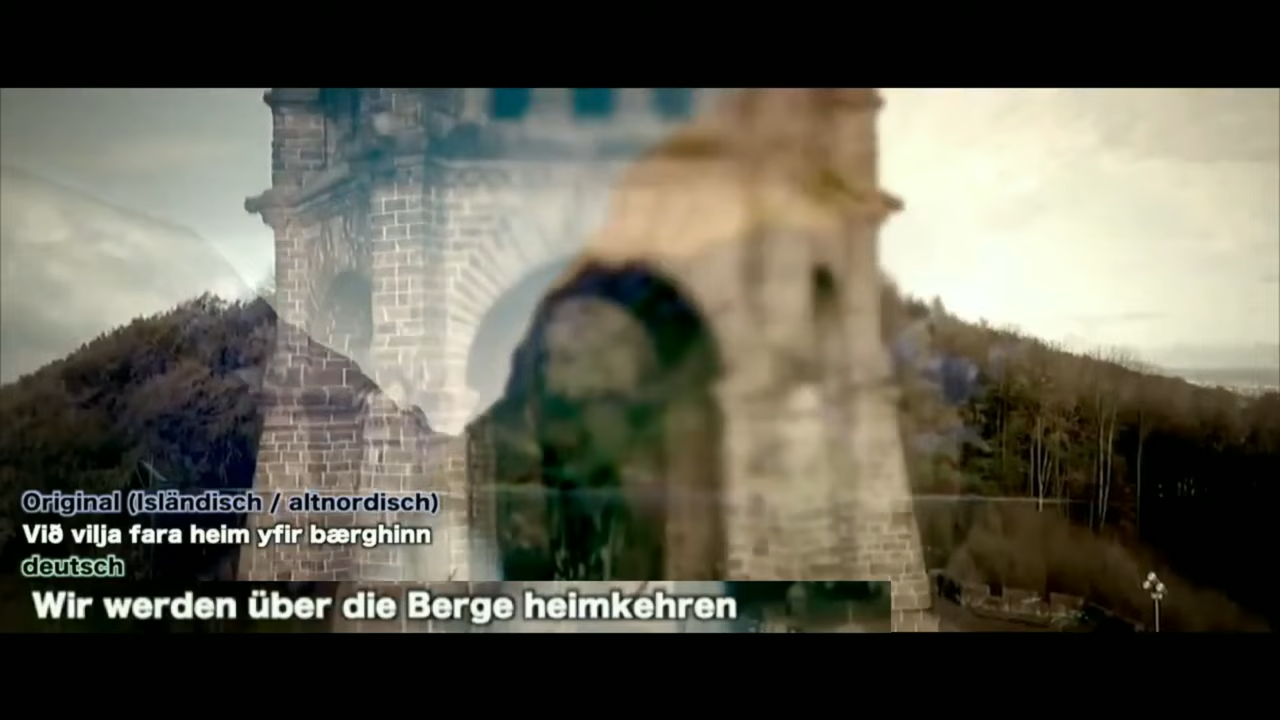 Original (Isländisch / altnordisch)
Við vilja fara heim yfir bærghinn
deutsch
Wir werden über die Berge heimkehren